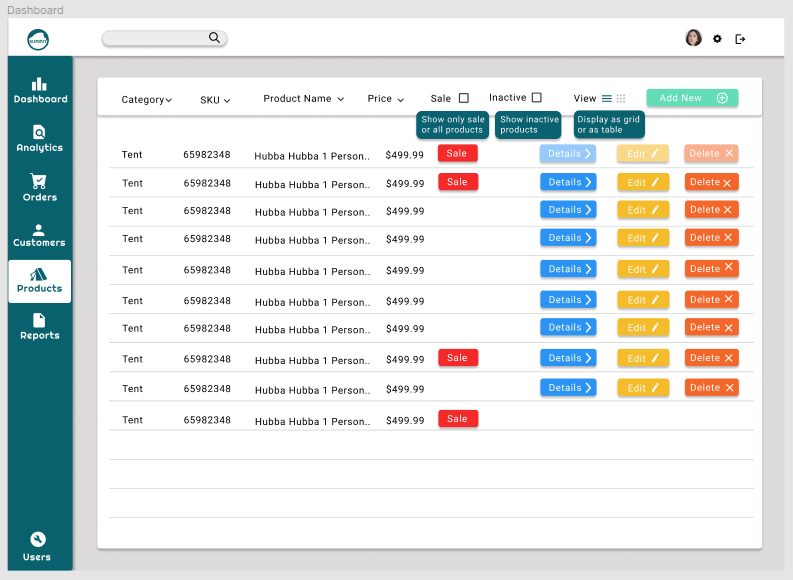 Dashboard
SUMMIT
Category SKU Product Name Price Sale Inactive View Add New
Show only sale
or all products
Show inactive
products
Display as grid
or as table
Dashboard
Analytics
Orders
Customers
Products
Reports
Users
Tent 65982348 Hubba Hubba 1 Person.. $499.99 Sale Details Edit Delete
Tent 65982348 Hubba Hubba 1 Person.. $499.99 Sale Details Edit Delete
Tent 65982348 Hubba Hubba 1 Person.. $499.99 Details Edit Delete
Tent 65982348 Hubba Hubba 1 Person.. $499.99 Details Edit Delete
Tent 65982348 Hubba Hubba 1 Person.. $499.99 Details Edit Delete
Tent 65982348 Hubba Hubba 1 Person.. $499.99 Details Edit Delete
Tent 65982348 Hubba Hubba 1 Person.. $499.99 Details Edit Delete
Tent 65982348 Hubba Hubba 1 Person.. $499.99 Sale Details Edit Delete
Tent 65982348 Hubba Hubba 1 Person.. $499.99 Details Edit Delete
Tent 65982348 Hubba Hubba 1 Person.. $499.99 Sale